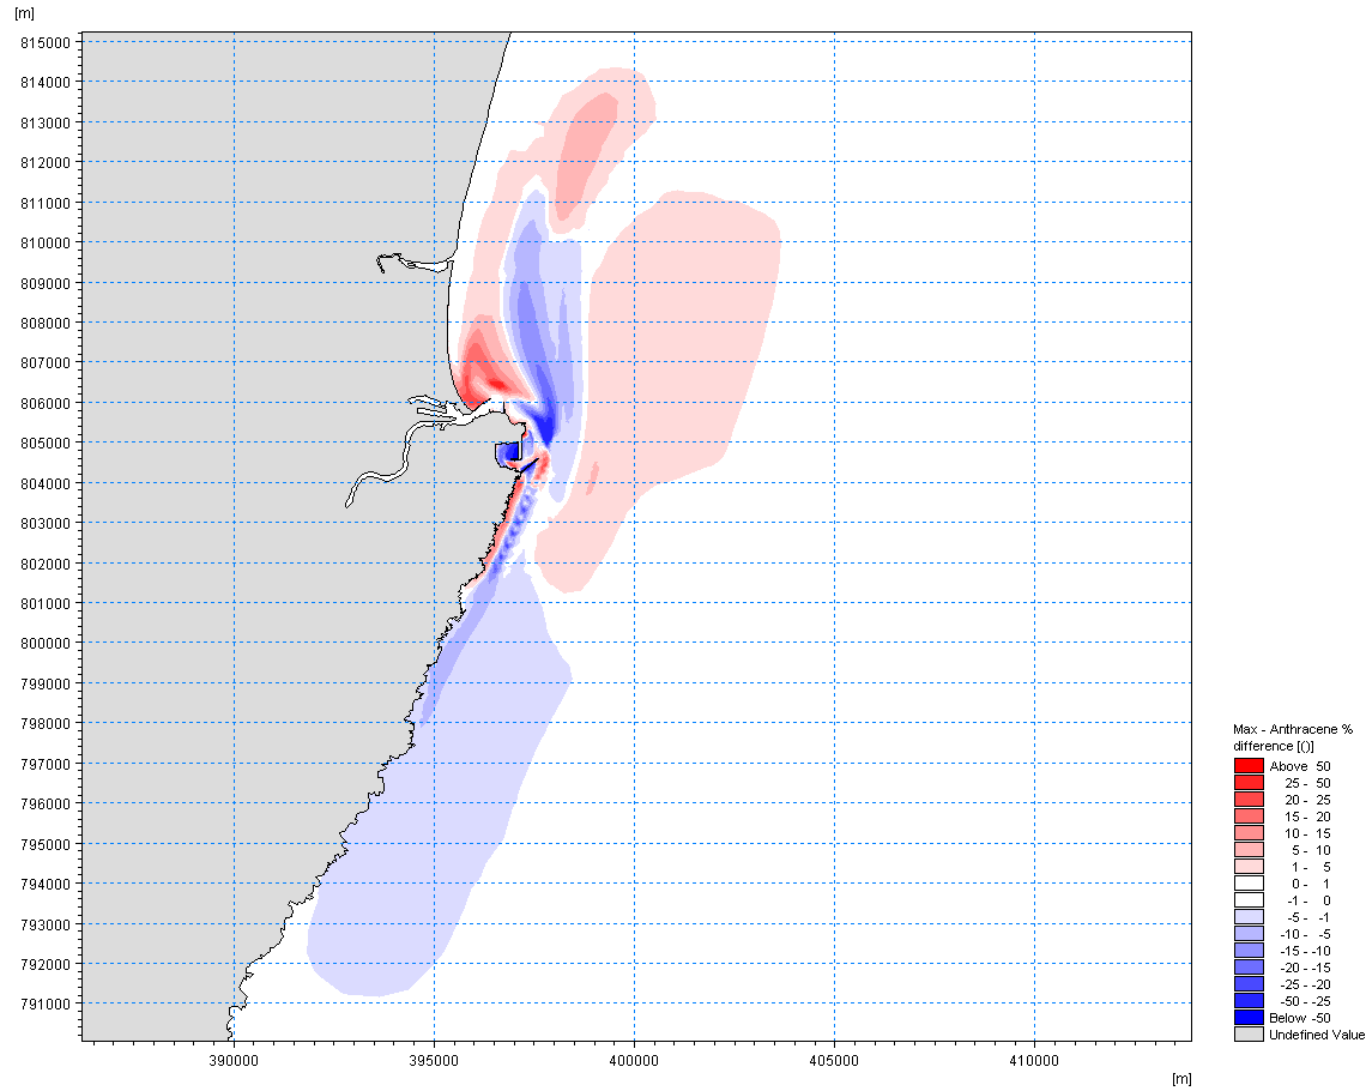 [m]
815000
814000
813000
812000
811000
810000
809000
808000
807000
806000
805000
804000
803000
802000
801000
800000
799000
798000
797000
796000
795000
794000
793000
792000
791000
390000 395000 400000 405000 410000
[m]
Max - Anthracene %
difference [()]
Above 50
25 - 50
20 - 25
15 - 20
10 - 15
5 - 10
1 - 5
0 - 1
-1 - 0
-5 - -1
-10 - -5
-15 - -10
-20 - -15
-25 - -20
-50 - -25
Below -50
Undefined Value